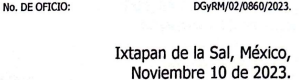 No. DE OFICIO: DGyRM/02/0860/2023.
Ixtapan de la Sal, México,
Noviembre 10 de 2023.